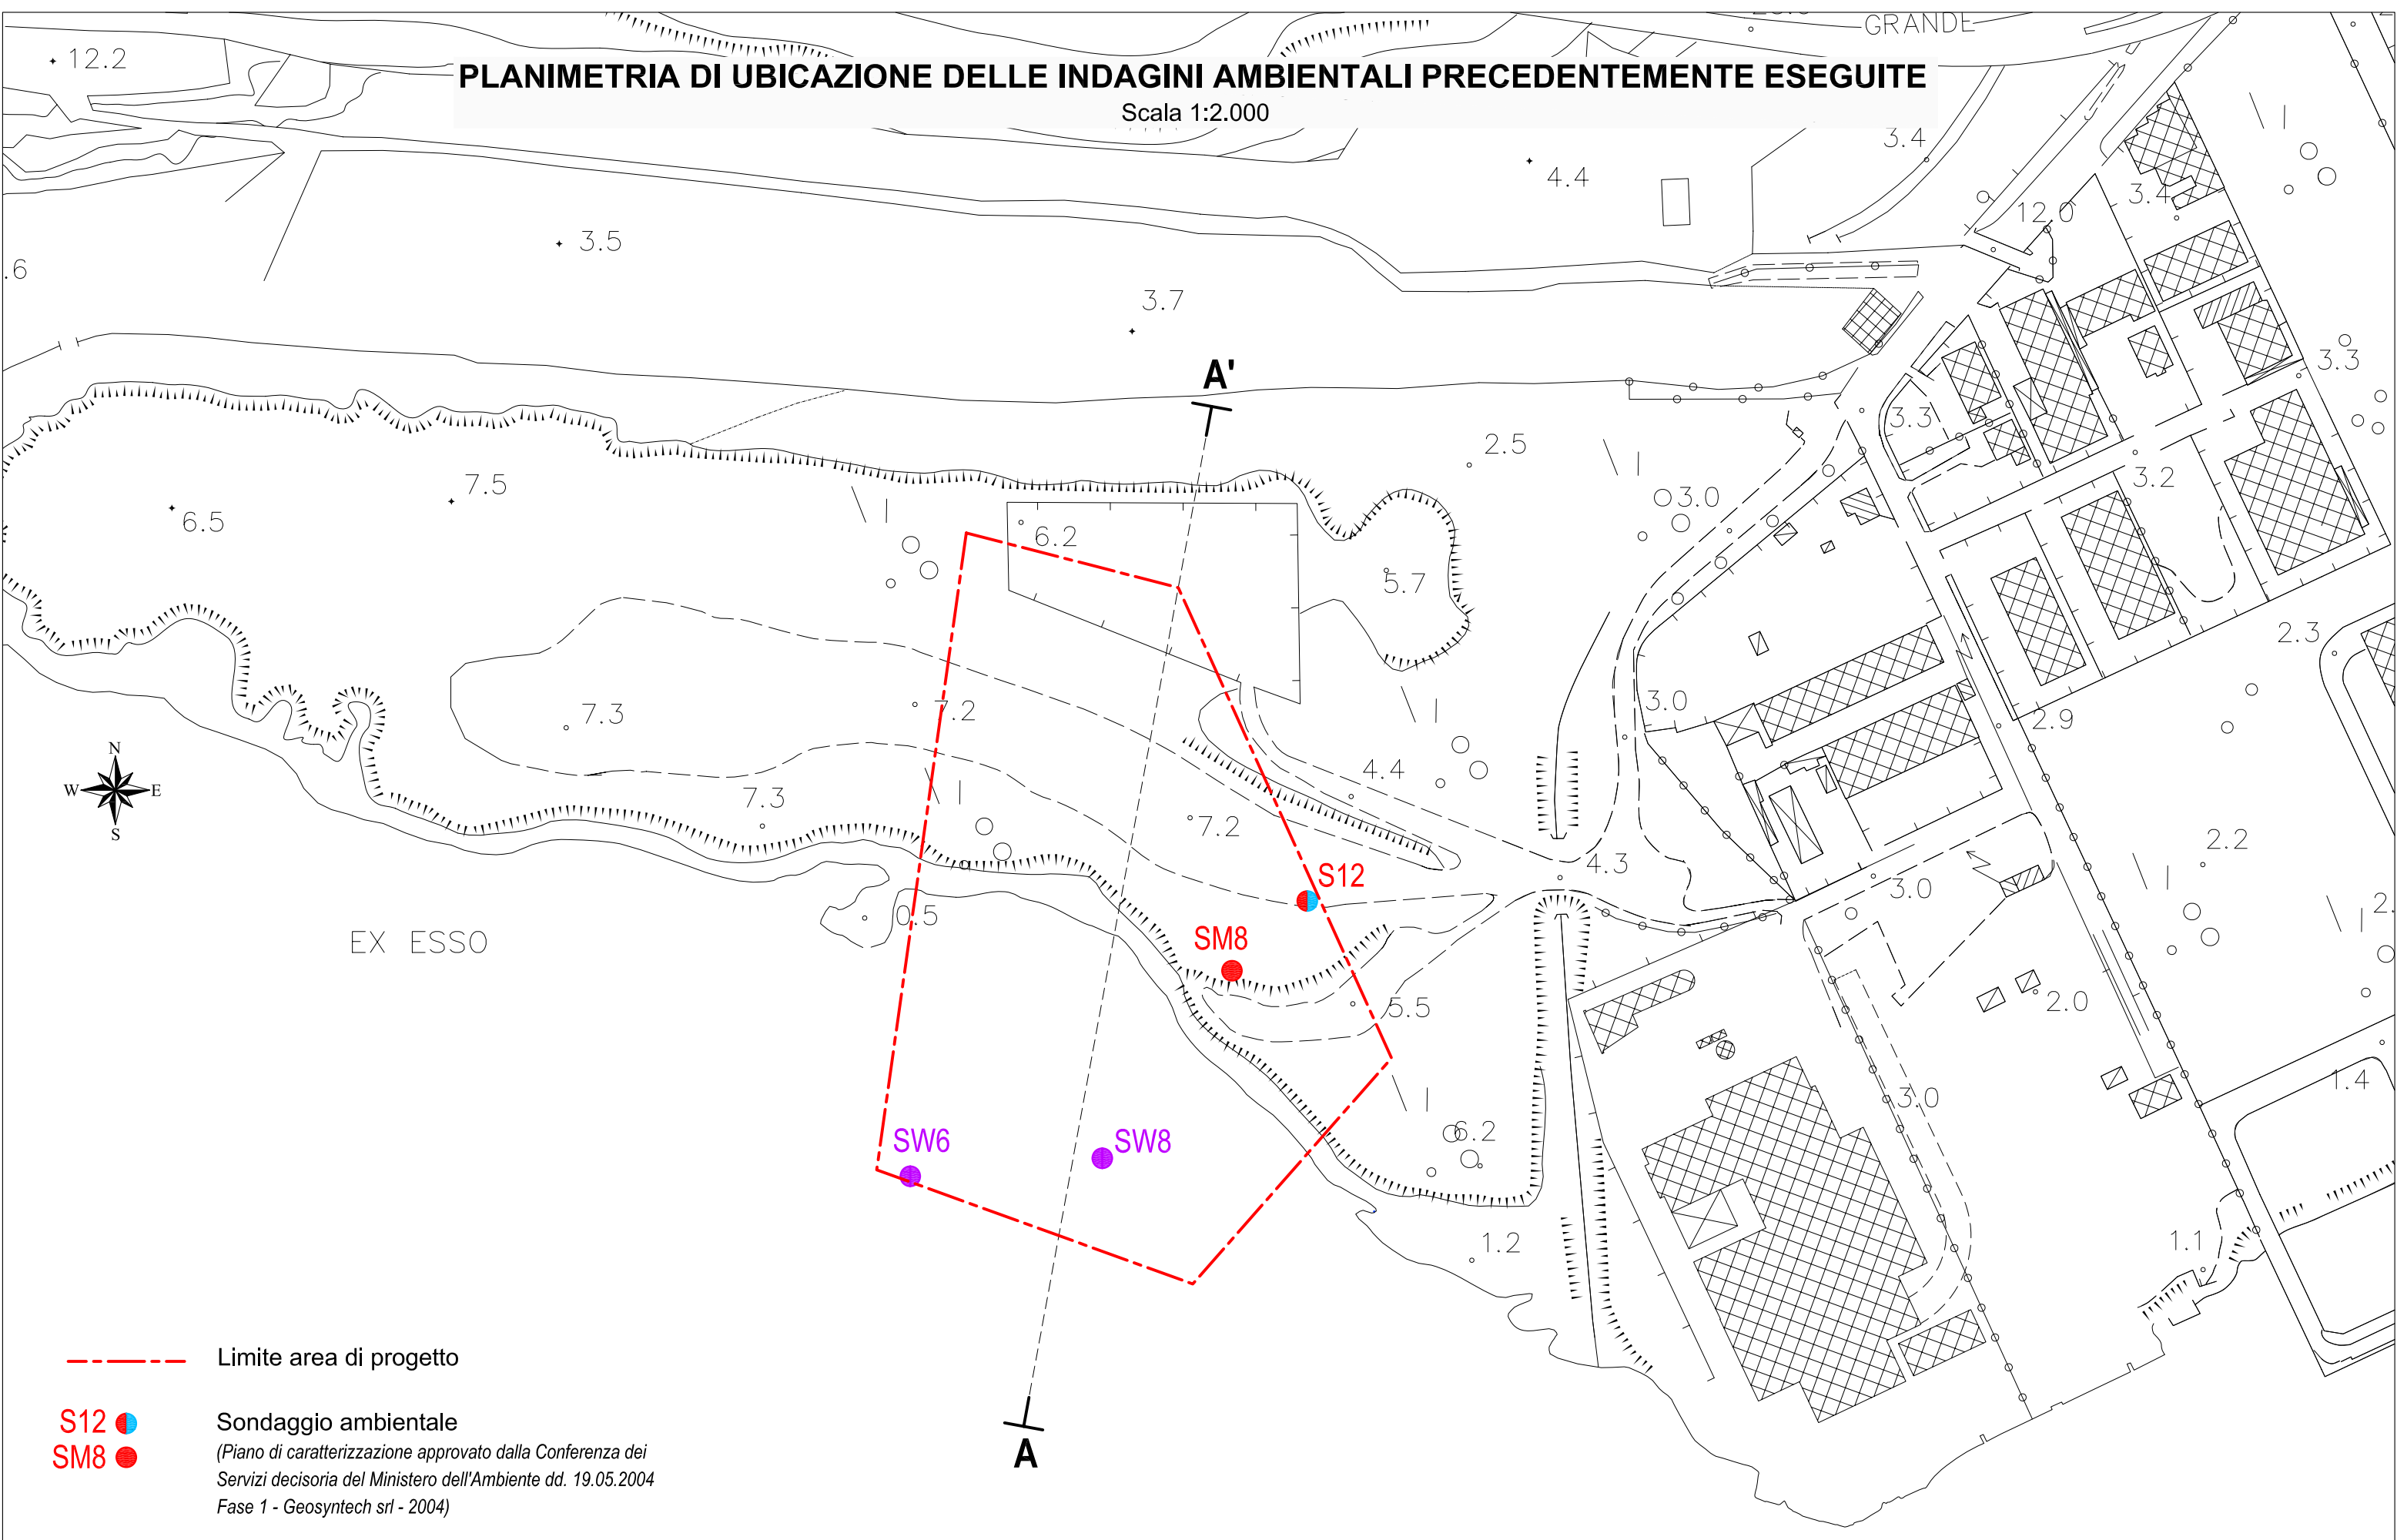 GRANDE
12.2
PLANIMETRIA DI UBICAZIONE DELLE INDAGINI AMBIENTALI PRECEDENTEMENTE ESEGUITE
Scala 1:2.000
3.4
4.4
3.4
12.0
3.5
.6
3.7
3.3
A'
3.3
2.5
3.2
7.5
3.0
6.5
6.2
5.7
2.3
7.3
7.2
3.0
2.9
N
W
E
S
4.4
7.3
7.2
2.2
4.3
S12
3.0
0.5
2.
EX ESSO
SM8
5.5
2.0
1.4
3.0
SW6
SW8
6.2
1.2
1.1
Limite area di progetto
S12
Sondaggio ambientale
SM8
(Piano di caratterizzazione approvato dalla Conferenza dei
Servizi decisoria del Ministero dell'Ambiente dd. 19.05.2004
Fase 1 - Geosyntech srl - 2004)
A